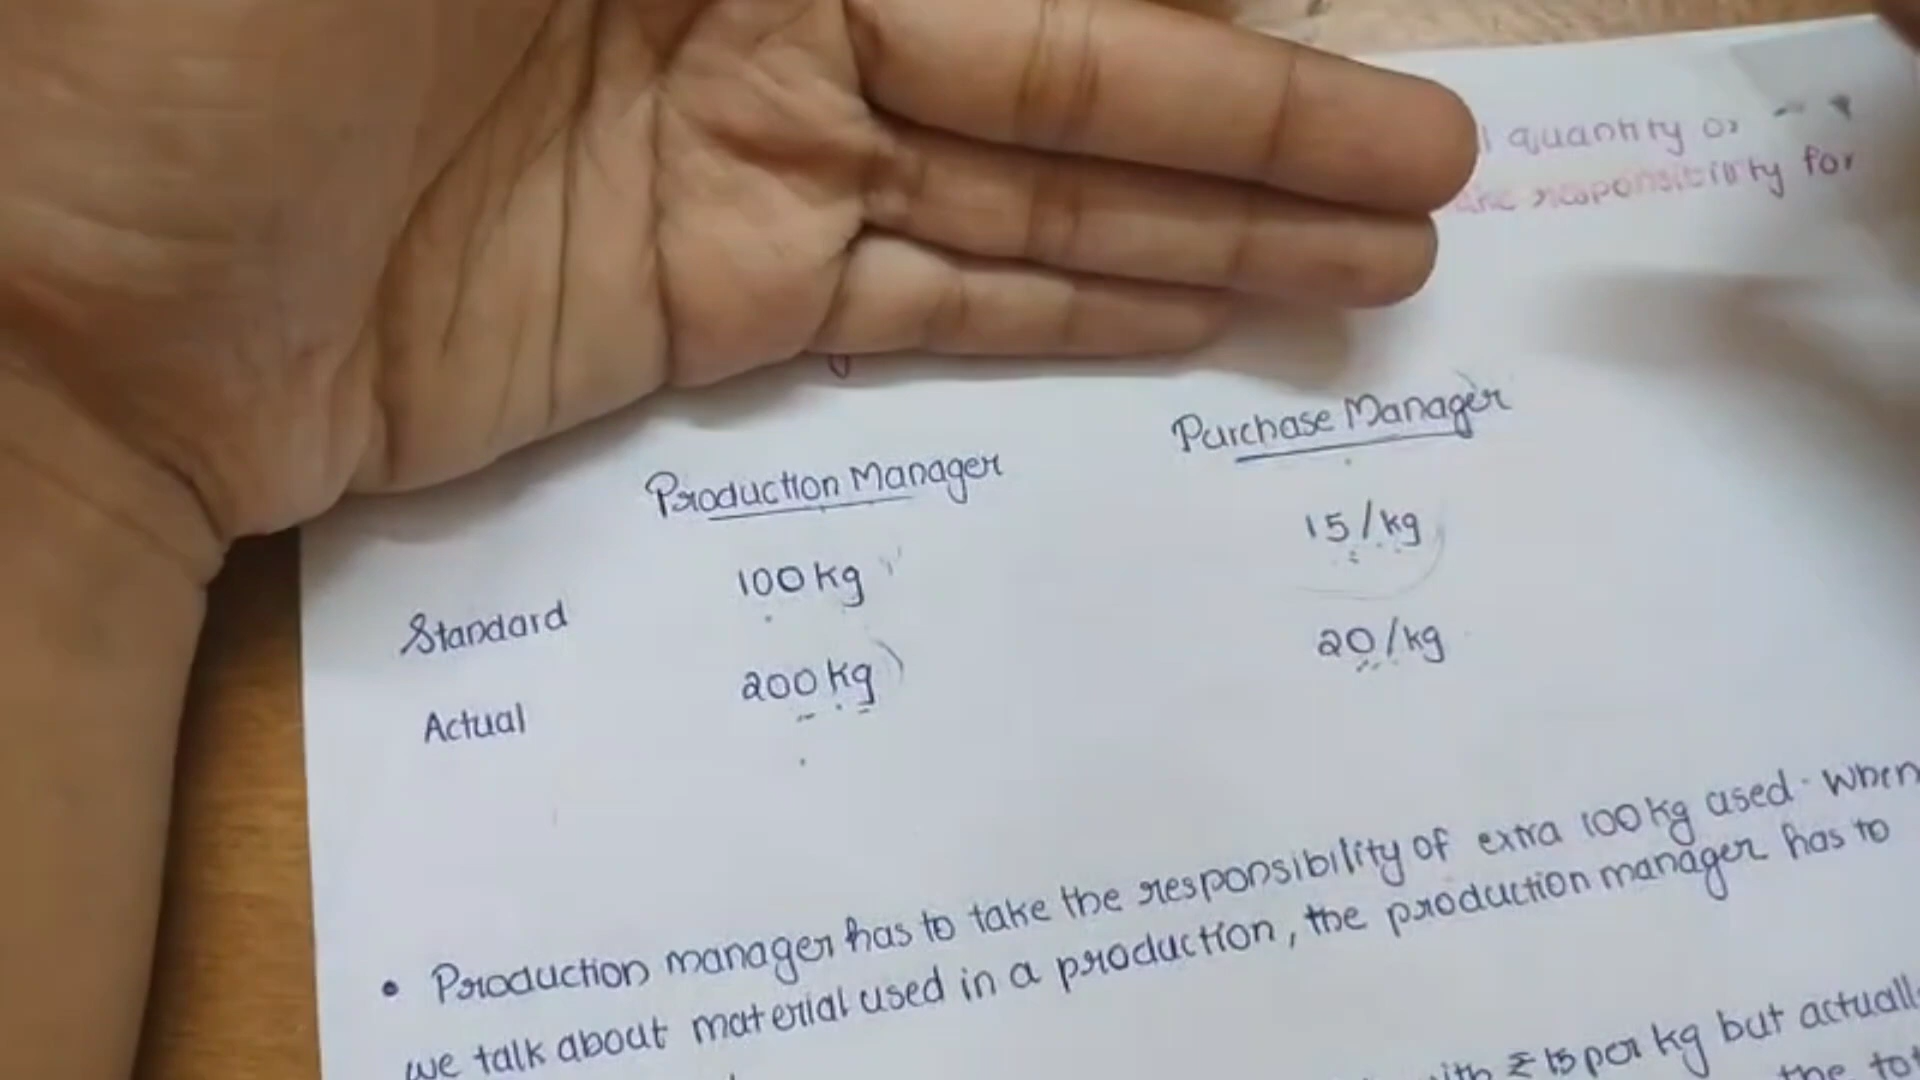 quantity or
responsibility for
Production Manager Purchase Manager
Standard 100 kg 15/kg
Actual 200 kg 20/kg
• Production manager has to take the responsibility of extra 100 kg used. When
we talk about material used in a production, the production manager has to
₹ 15 per kg but actuall
the tot